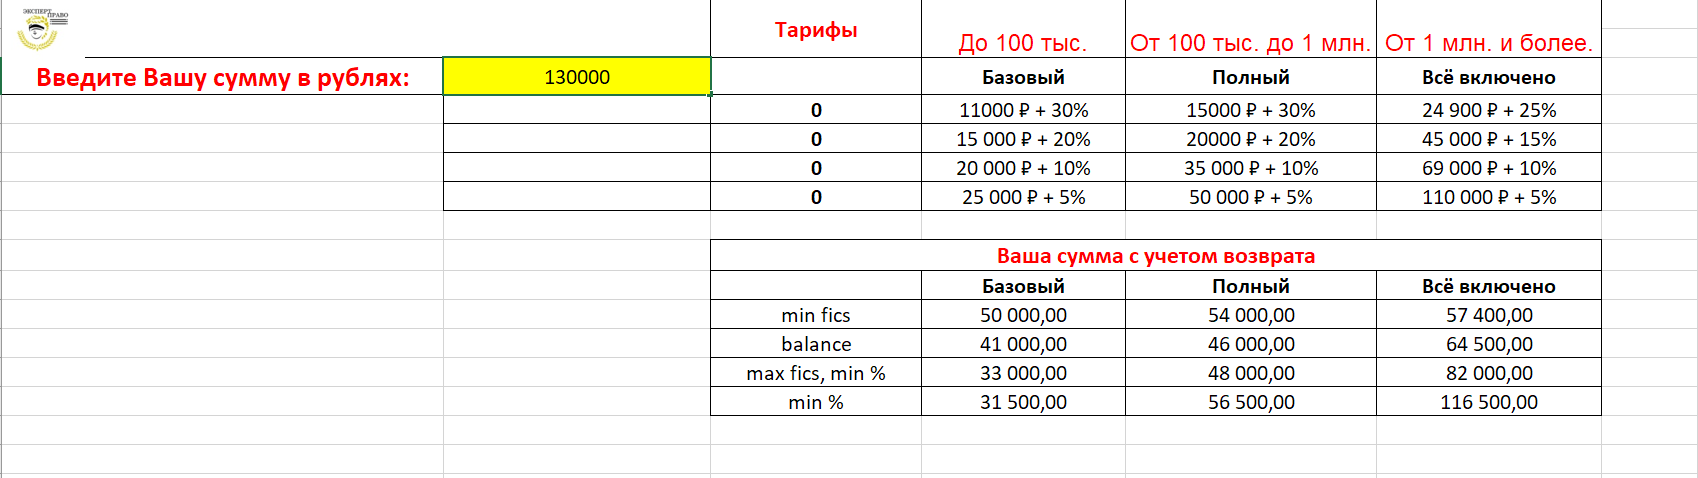 ЭКСПЕРТ
ПРАВО
Тарифы До 100 тыс. От 100 тыс. до 1 млн. От 1 млн. и более.
Введите Вашу сумму в рублях: 130000 Базовый Полный Всё включено
0 11000 ₽ + 30% 15000 ₽ + 30% 24 900 ₽ + 25%
0 15 000 ₽ + 20% 20000 ₽ + 20% 45 000 ₽ + 15%
0 20 000 ₽ + 10% 35 000 ₽ + 10% 69 000 ₽ + 10%
0 25 000 ₽ + 5% 50 000 ₽ + 5% 110 000 ₽ + 5%
Ваша сумма с учетом возврата
Базовый Полный Всё включено
min fics 50 000,00 54 000,00 57 400,00
balance 41 000,00 46 000,00 64 500,00
max fics, min % 33 000,00 48 000,00 82 000,00
min % 31 500,00 56 500,00 116 500,00